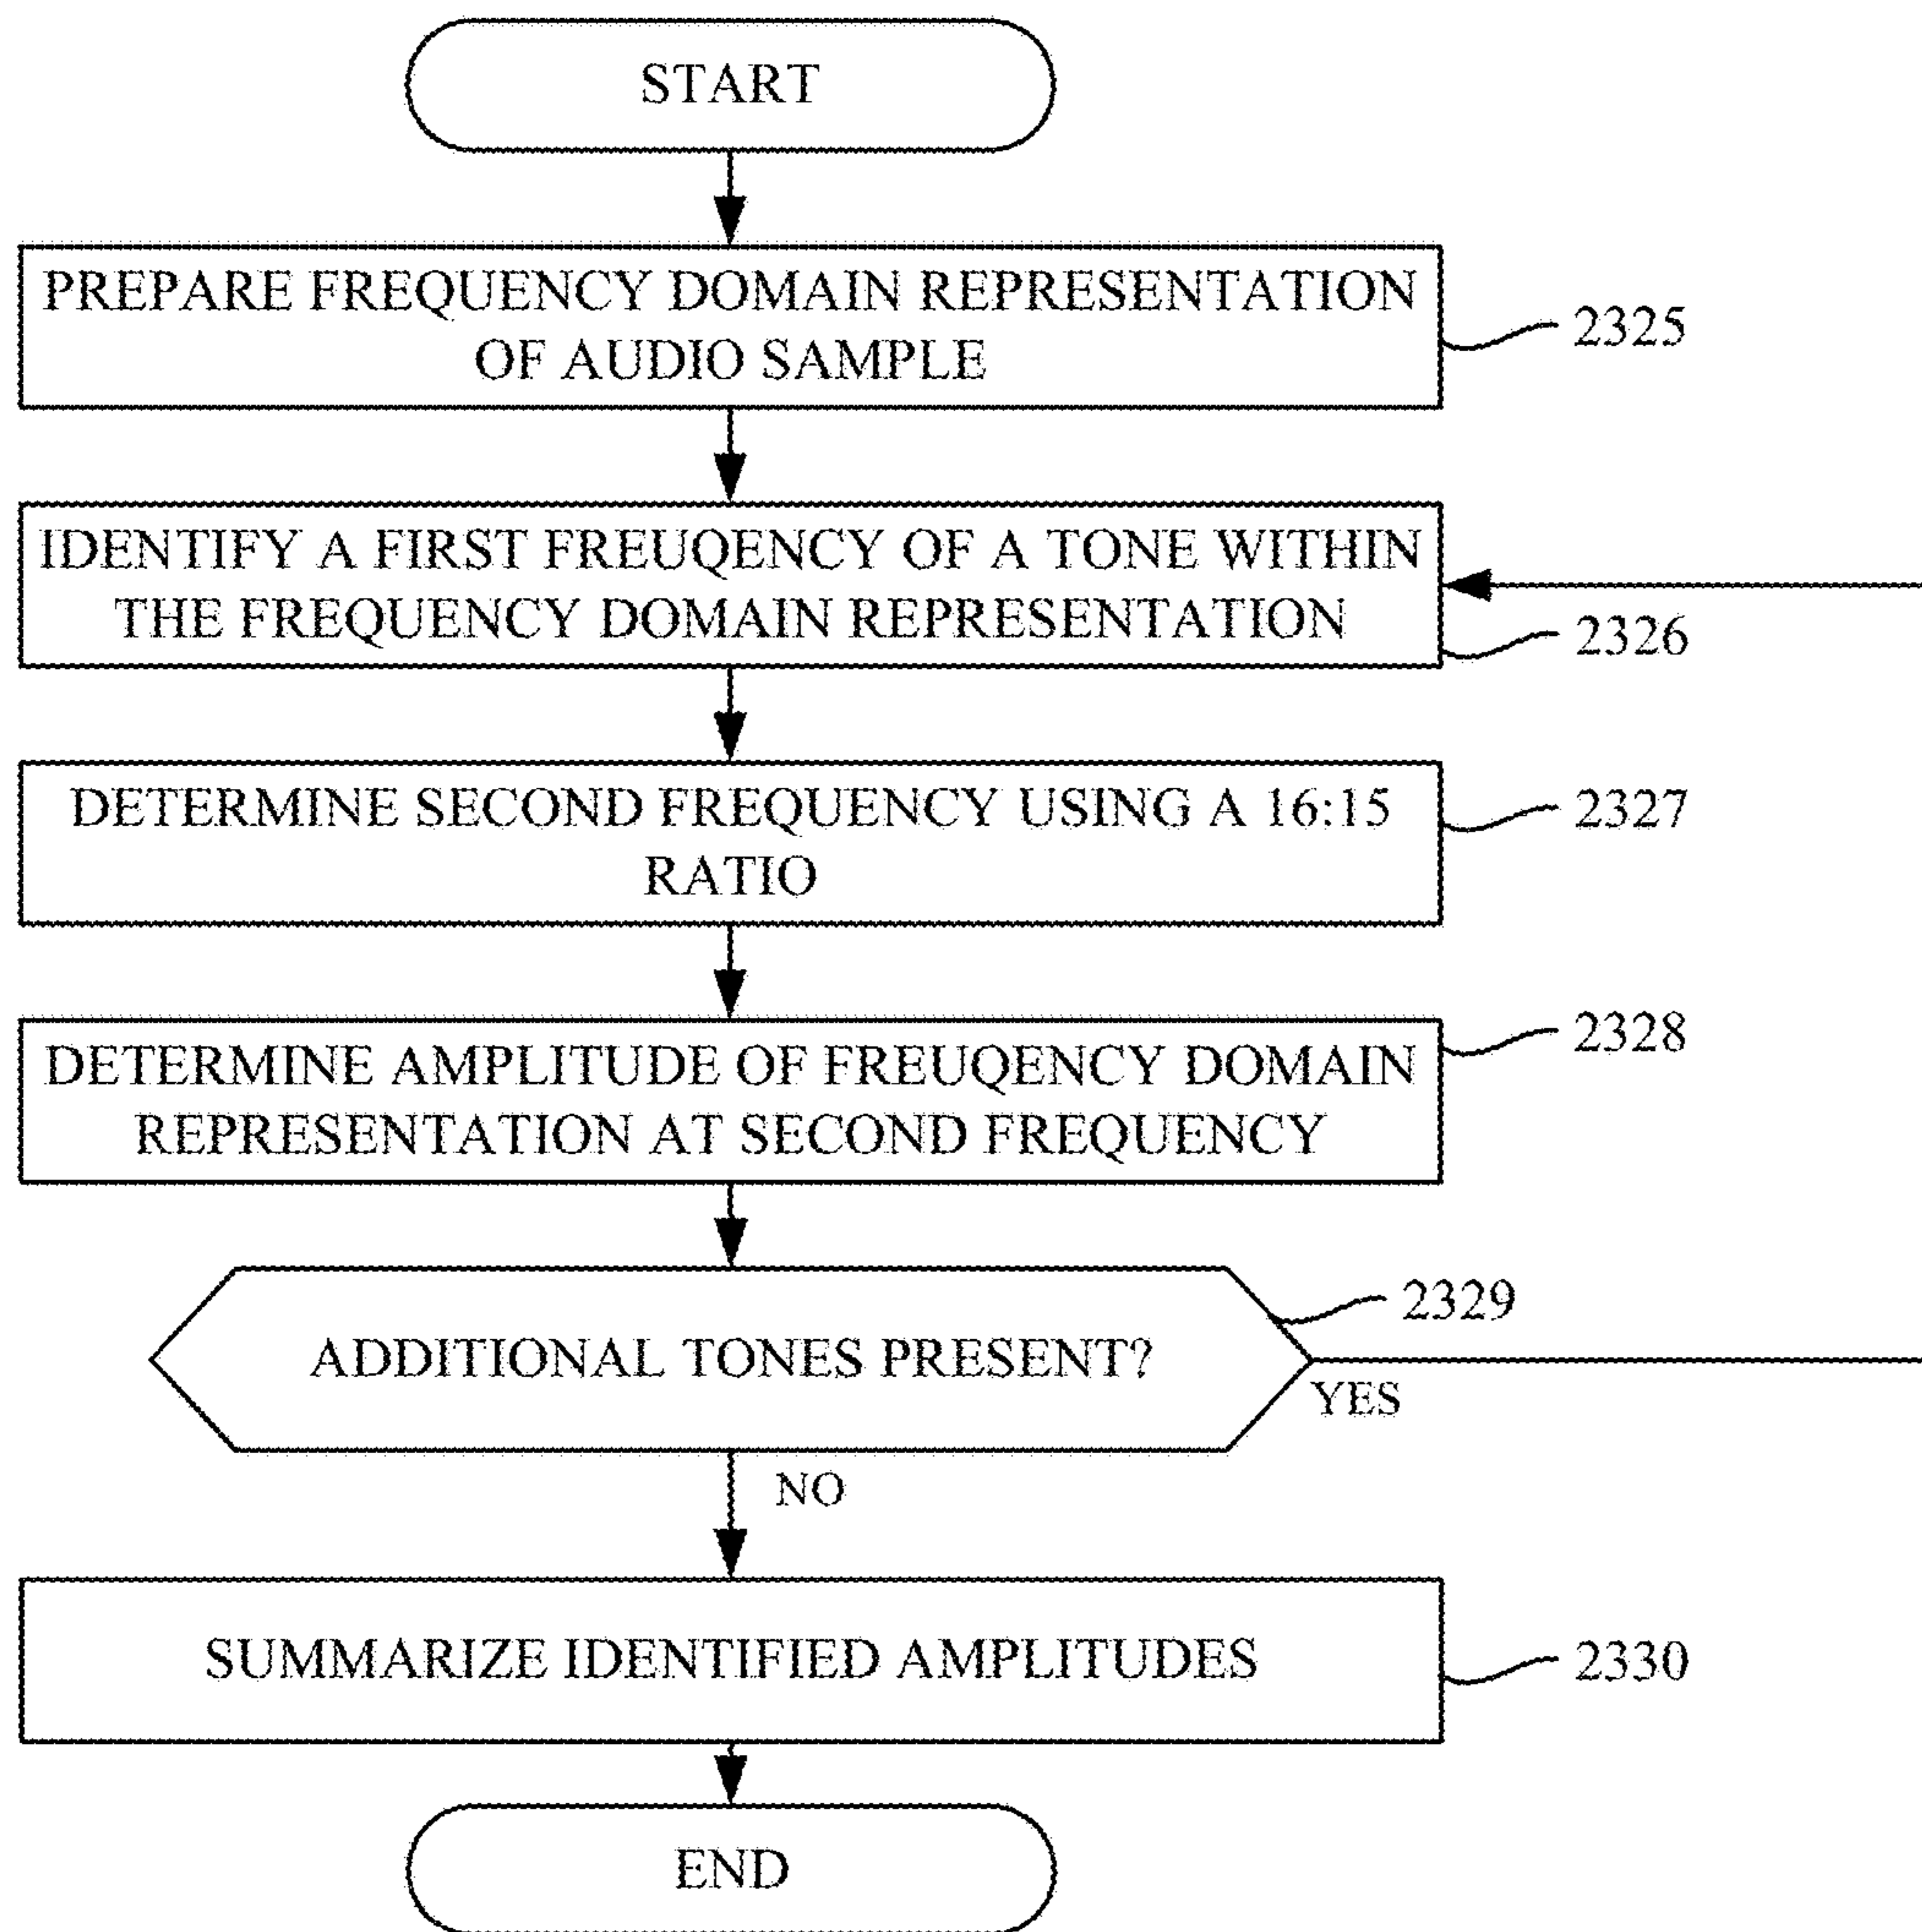 START
PREPARE FREQUENCY DOMAIN REPRESENTATION
OF AUDIO SAMPLE
2325
IDENTIFY A FIRST FREUQENCY OF A TONE WITHIN
THE FREQUENCY DOMAIN REPRESENTATION
2326
DETERMINE SECOND FREQUENCY USING A 16:15
RATIO
2327
DETERMINE AMPLITUDE OF FREUQENCY DOMAIN
REPRESENTATION AT SECOND FREQUENCY
2328
ADDITIONAL TONES PRESENT?
2329
YES
NO
SUMMARIZE IDENTIFIED AMPLITUDES
2330
END